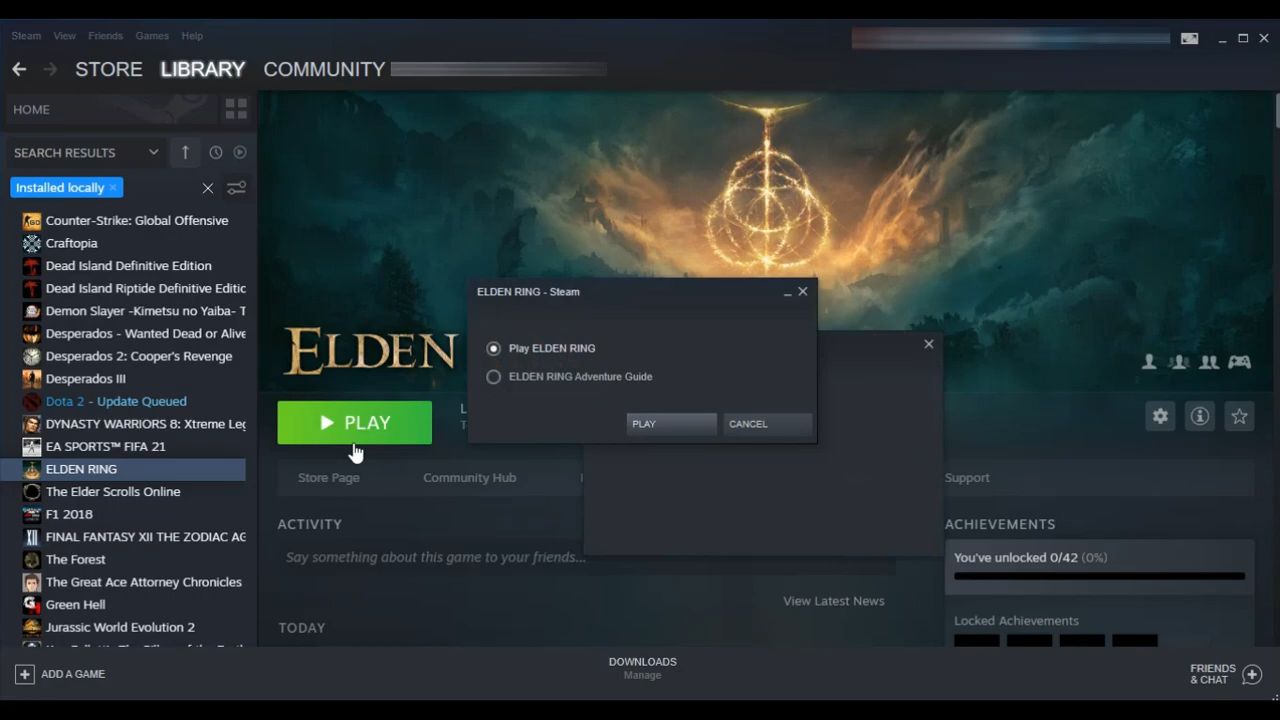 Steam View Friends Games Help
STORE LIBRARY COMMUNITY
HOME
SEARCH RESULTS
Installed locally ×
Counter-Strike: Global Offensive
Craftopia
Dead Island Definitive Edition
Dead Island Riptide Definitive Editic
Demon Slayer -Kimetsu no Yaiba- T
Desperados - Wanted Dead or Alive
Desperados 2: Cooper's Revenge
Desperados III
Dota 2 - Update Queued
DYNASTY WARRIORS 8: Xtreme Leg
EA SPORTS™ FIFA 21
ELDEN RING
The Elder Scrolls Online
F1 2018
FINAL FANTASY XII THE ZODIAC AG
The Forest
The Great Ace Attorney Chronicles
Green Hell
Jurassic World Evolution 2
ELDEN
ELDEN RING - Steam
Play ELDEN RING
ELDEN RING Adventure Guide
PLAY CANCEL
PLAY
Store Page Community Hub Support
ACTIVITY
Say something about this game to your friends...
View Latest News
TODAY
ACHIEVEMENTS
You've unlocked 0/42 (0%)
Locked Achievements
ADD A GAME
DOWNLOADS
Manage
FRIENDS
& CHAT